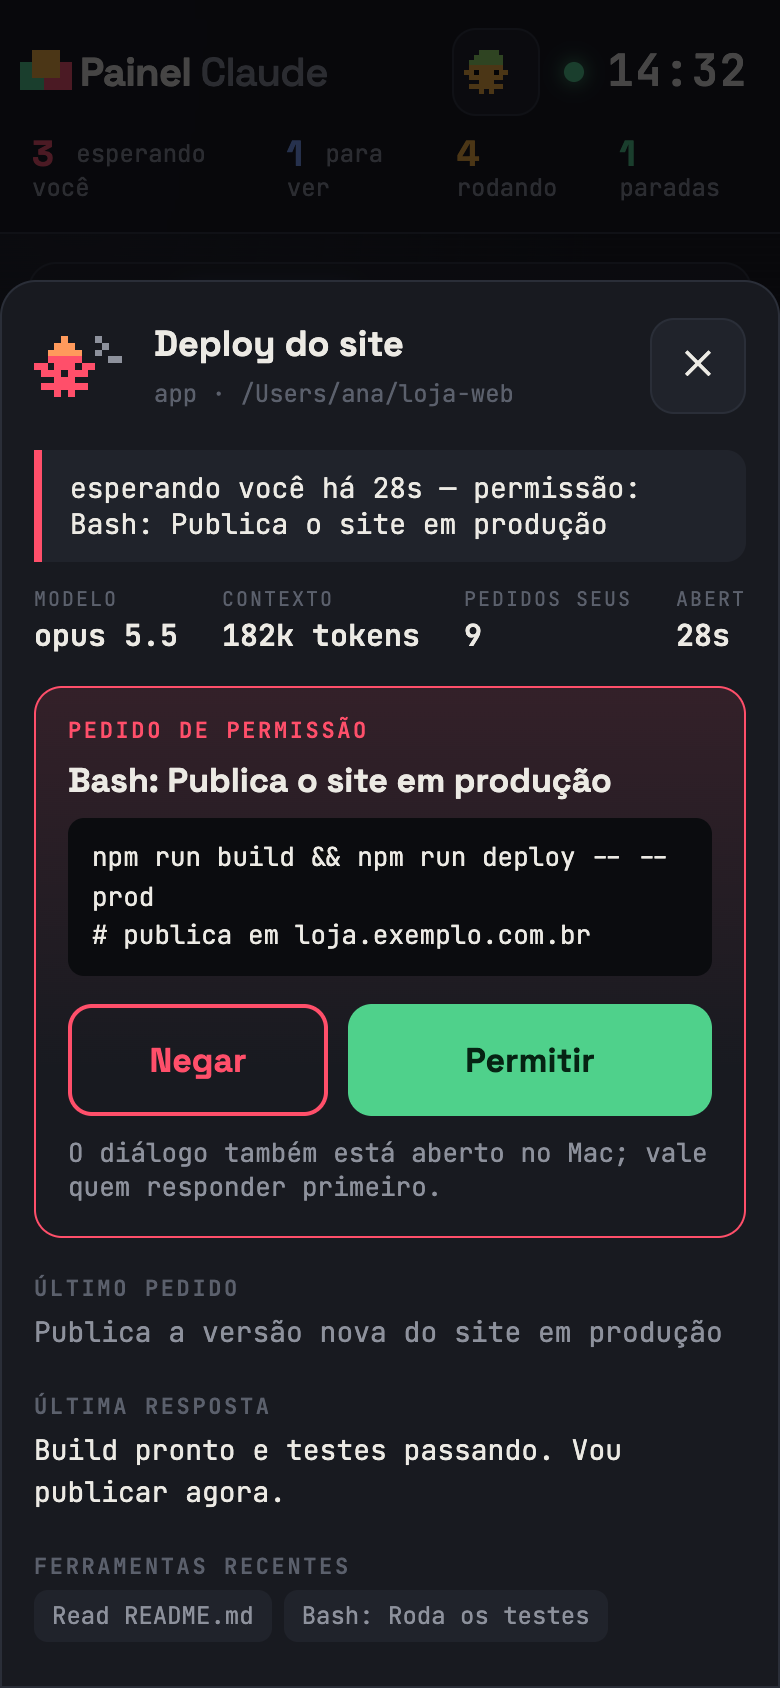 Painel Claude
14:32
3 esperando você
1 para ver
4 rodando
1 paradas
Deploy do site
app · /Users/ana/loja-web
×
esperando você há 28s — permissão:
Bash: Publica o site em produção
MODELO
opus 5.5
CONTEXTO
182k tokens
PEDIDOS SEUS
9
ABERT
28s
PEDIDO DE PERMISSÃO
Bash: Publica o site em produção
npm run build && npm run deploy -- --
prod
# publica em loja.exemplo.com.br
Negar
Permitir
O diálogo também está aberto no Mac; vale
quem responder primeiro.
ÚLTIMO PEDIDO
Publica a versão nova do site em produção
ÚLTIMA RESPOSTA
Build pronto e testes passando. Vou
publicar agora.
FERRAMENTAS RECENTES
Read README.md
Bash: Roda os testes